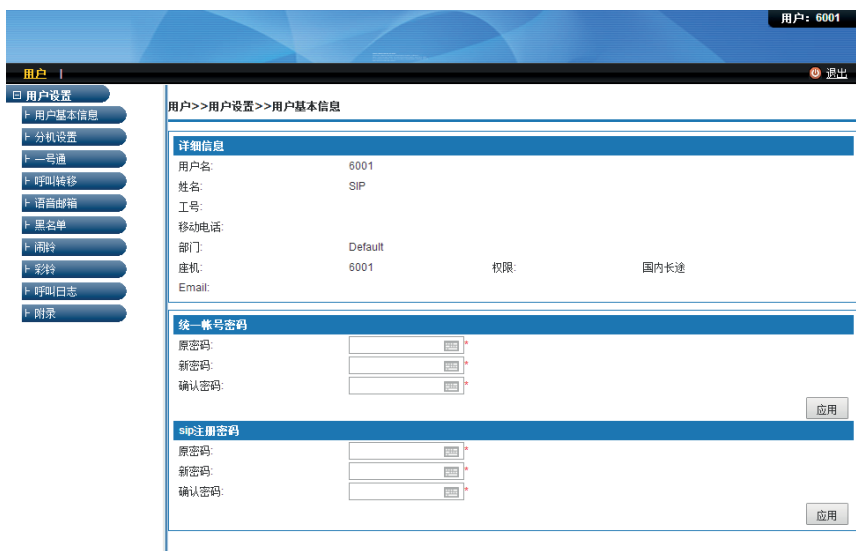 用户：6001
用户 |
退出
用户设置
用户基本信息
分机设置
一号通
呼叫转移
语音邮箱
黑名单
闹铃
彩铃
呼叫日志
附录
用户>>用户设置>>用户基本信息
详细信息
用户名: 6001
姓名: SIP
工号:
移动电话:
部门: Default
座机: 6001 权限: 国内长途
Email:
统一帐号密码
原密码: *
新密码: *
确认密码: *
应用
sip注册密码
原密码: *
新密码: *
确认密码: *
应用